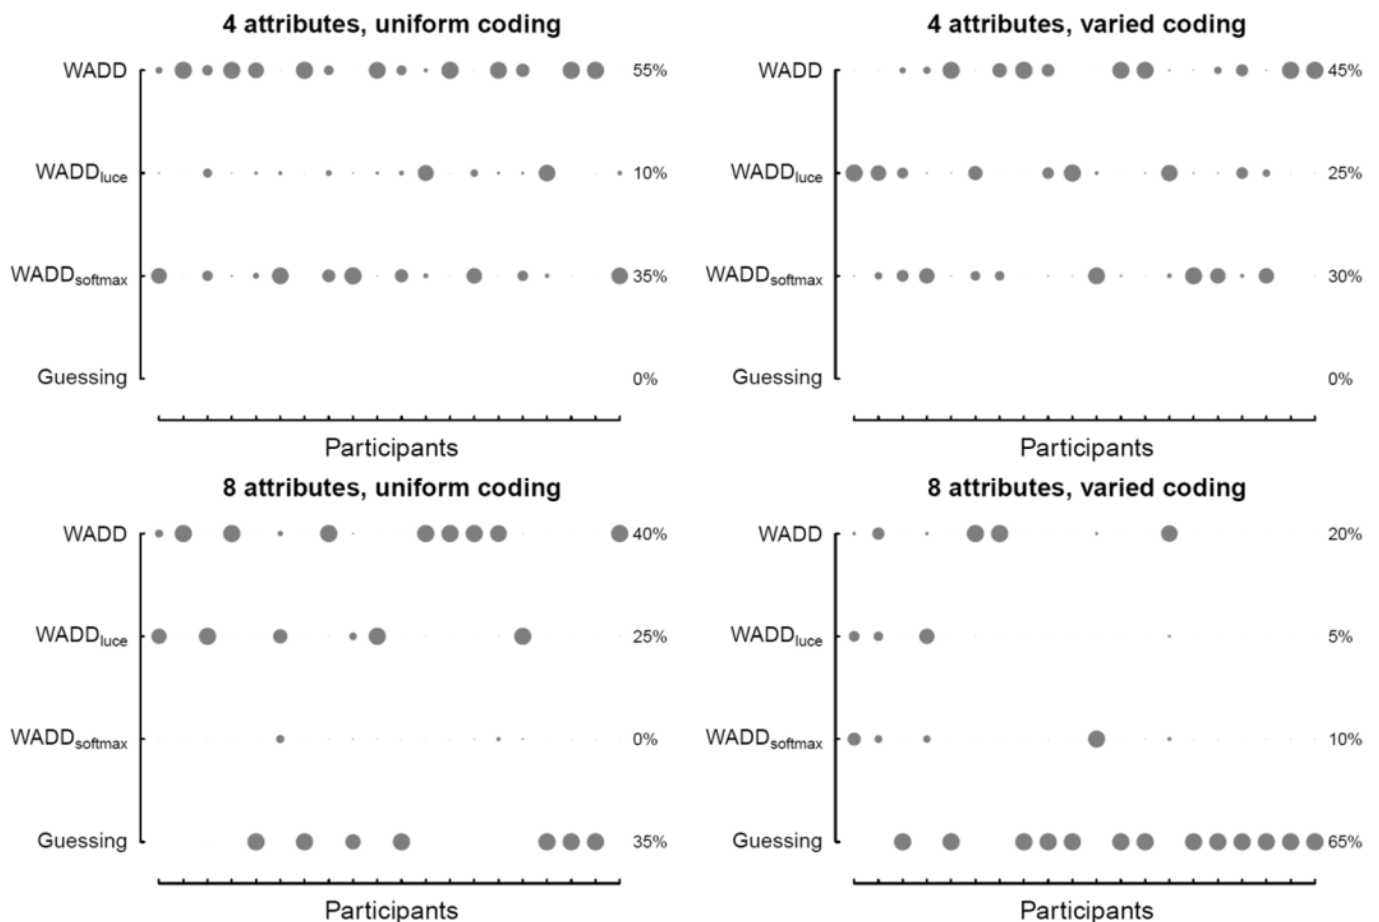 4 attributes, uniform coding
WADD 55%
WADDluce 10%
WADDsoftmax 35%
Guessing 0%
Participants
4 attributes, varied coding
WADD 45%
WADDluce 25%
WADDsoftmax 30%
Guessing 0%
Participants
8 attributes, uniform coding
WADD 40%
WADDluce 25%
WADDsoftmax 0%
Guessing 35%
Participants
8 attributes, varied coding
WADD 20%
WADDluce 5%
WADDsoftmax 10%
Guessing 65%
Participants